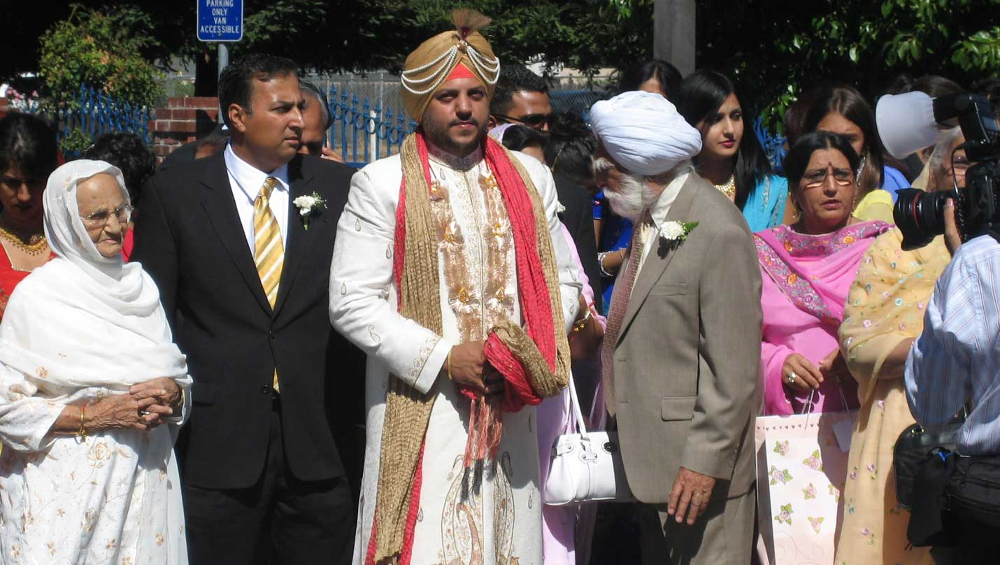 PARKING
ONLY
VAN
ACCESSIBLE